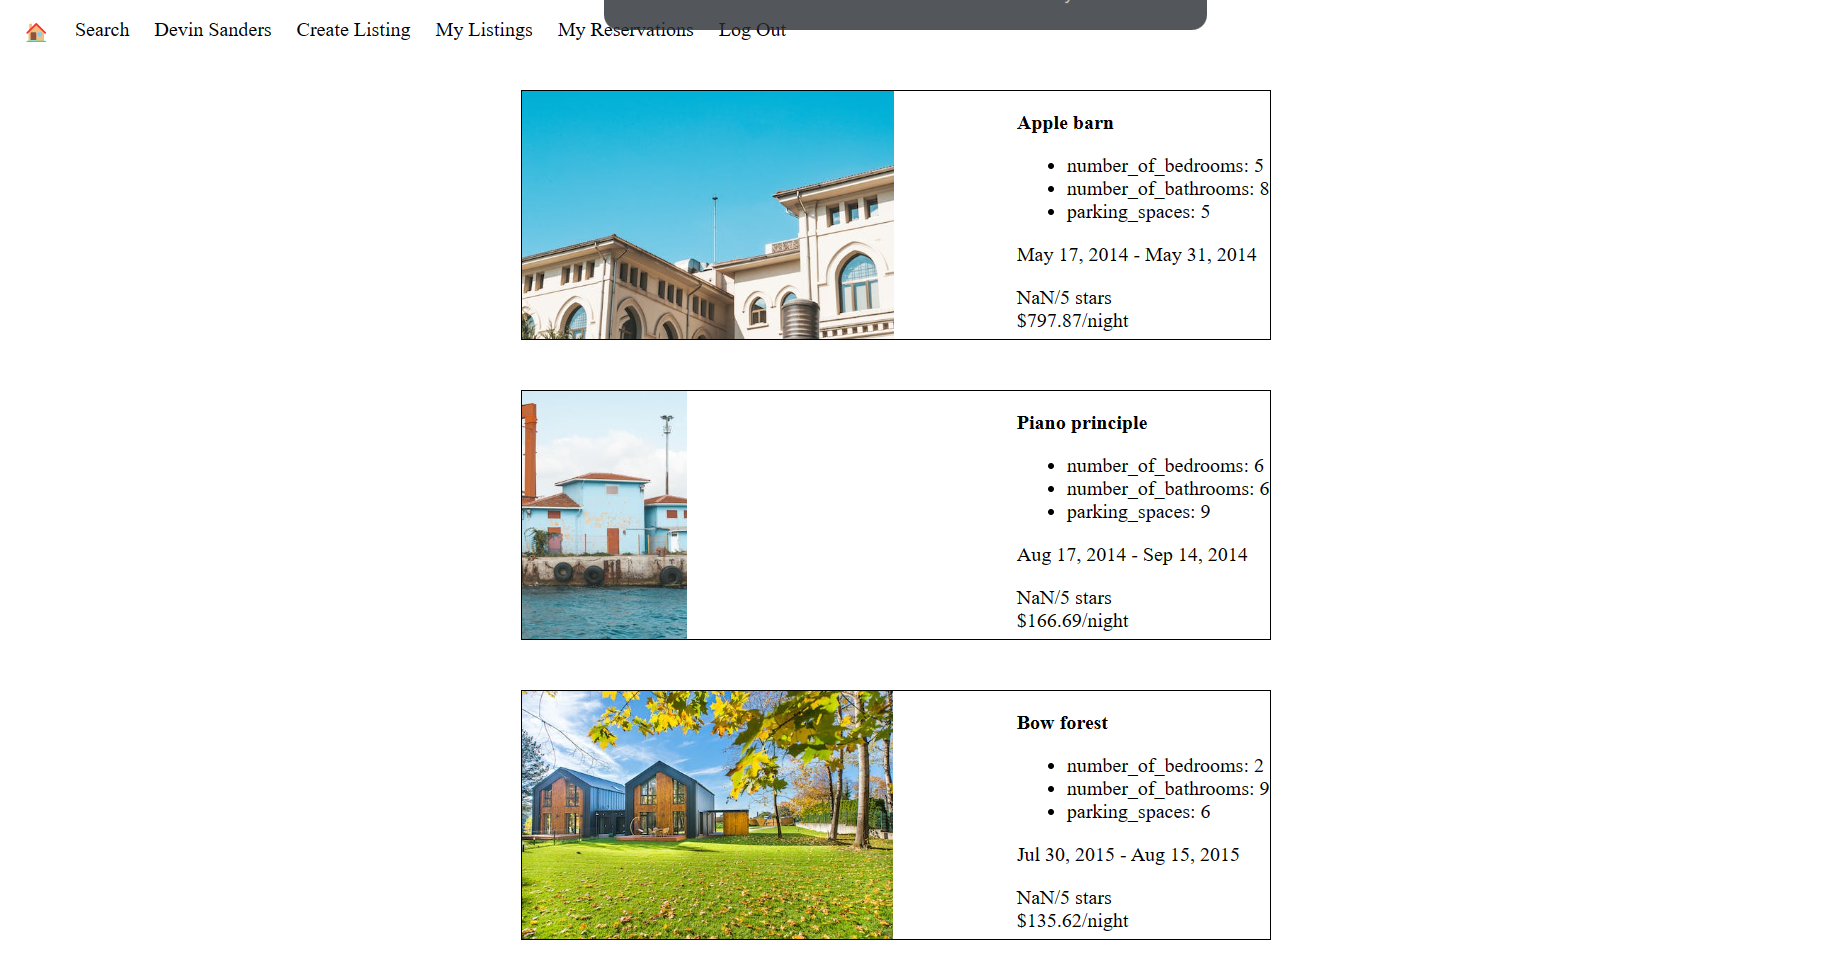 Search Devin Sanders Create Listing My Listings My Reservations Log Out
Apple barn
number_of_bedrooms: 5
number_of_bathrooms: 8
parking_spaces: 5
May 17, 2014 - May 31, 2014
NaN/5 stars
$797.87/night
Piano principle
number_of_bedrooms: 6
number_of_bathrooms: 6
parking_spaces: 9
Aug 17, 2014 - Sep 14, 2014
NaN/5 stars
$166.69/night
Bow forest
number_of_bedrooms: 2
number_of_bathrooms: 9
parking_spaces: 6
Jul 30, 2015 - Aug 15, 2015
NaN/5 stars
$135.62/night